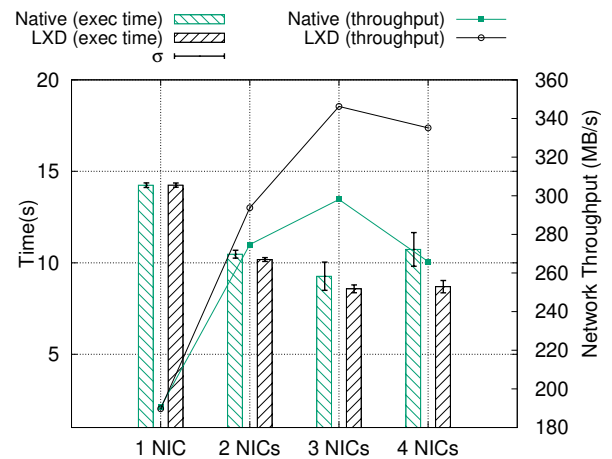 Native (exec time)
LXD (exec time)
σ
Native (throughput)
LXD (throughput)
Time(s)
20
15
10
5
Network Throughput (MB/s)
360
340
320
300
280
260
240
220
200
180
1 NIC 2 NICs 3 NICs 4 NICs